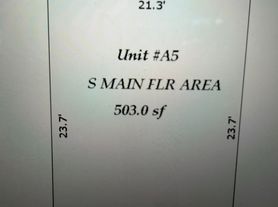 21.3'
Unit #A5
S MAIN FLR AREA
503.0 sf
23.7'
23.7'